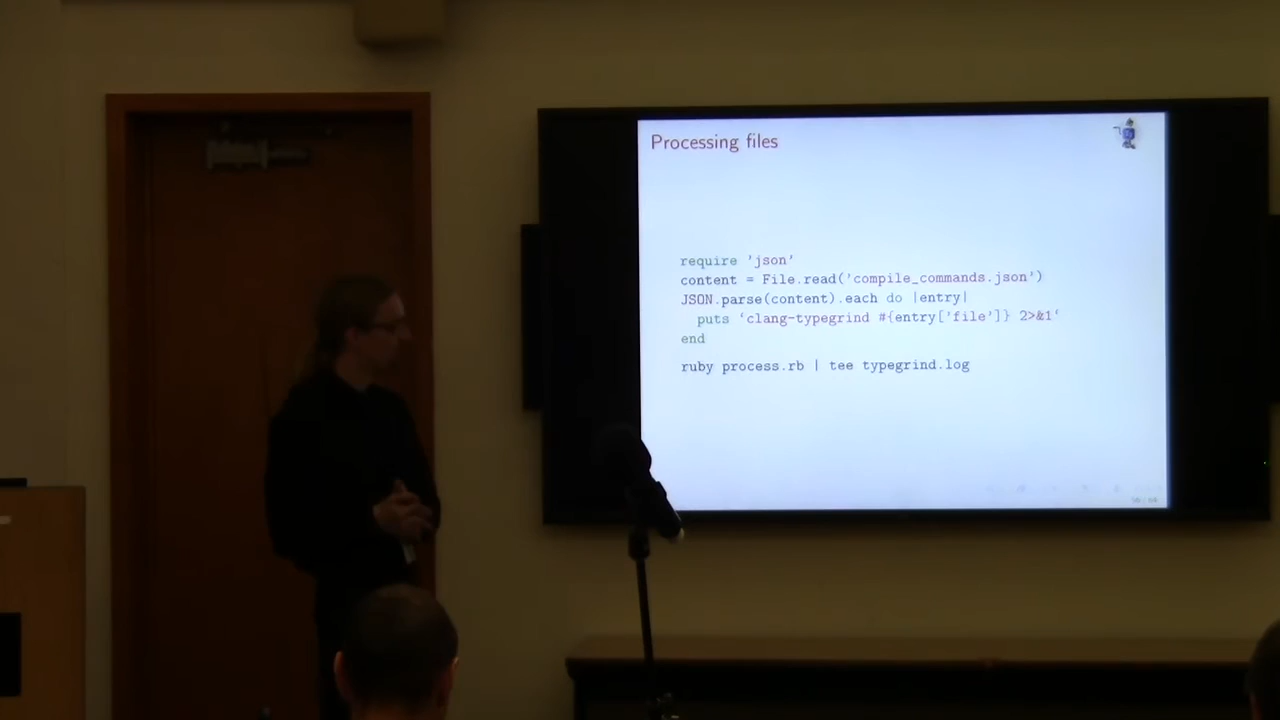 Processing files
require 'json'
content = File.read('compile_commands.json')
JSON.parse(content).each do |entry|
puts ‘clang-typegrind #{entry['file']} 2>&1‘
end
ruby process.rb | tee typegrind.log